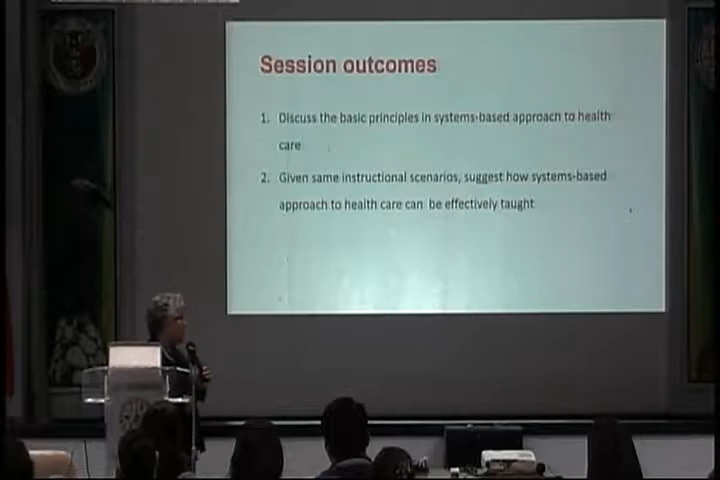 Session outcomes
1. Discuss the basic principles in systems-based approach to health
care
2. Given same instructional scenarios, suggest how systems-based
approach to health care can be effectively taught